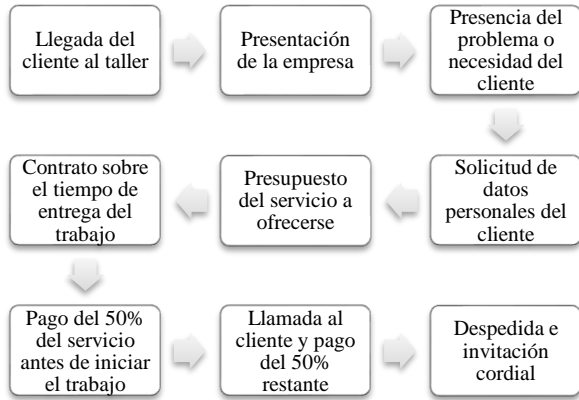 Llegada del
cliente al taller
Presentación
de la empresa
Presencia del
problema o
necesidad del
cliente
Solicitud de
datos
personales del
cliente
Presupuesto
del servicio a
ofrecerse
Contrato sobre
el tiempo de
entrega del
trabajo
Pago del 50%
del servicio
antes de iniciar
el trabajo
Llamada al
cliente y pago
del 50%
restante
Despedida e
invitación
cordial